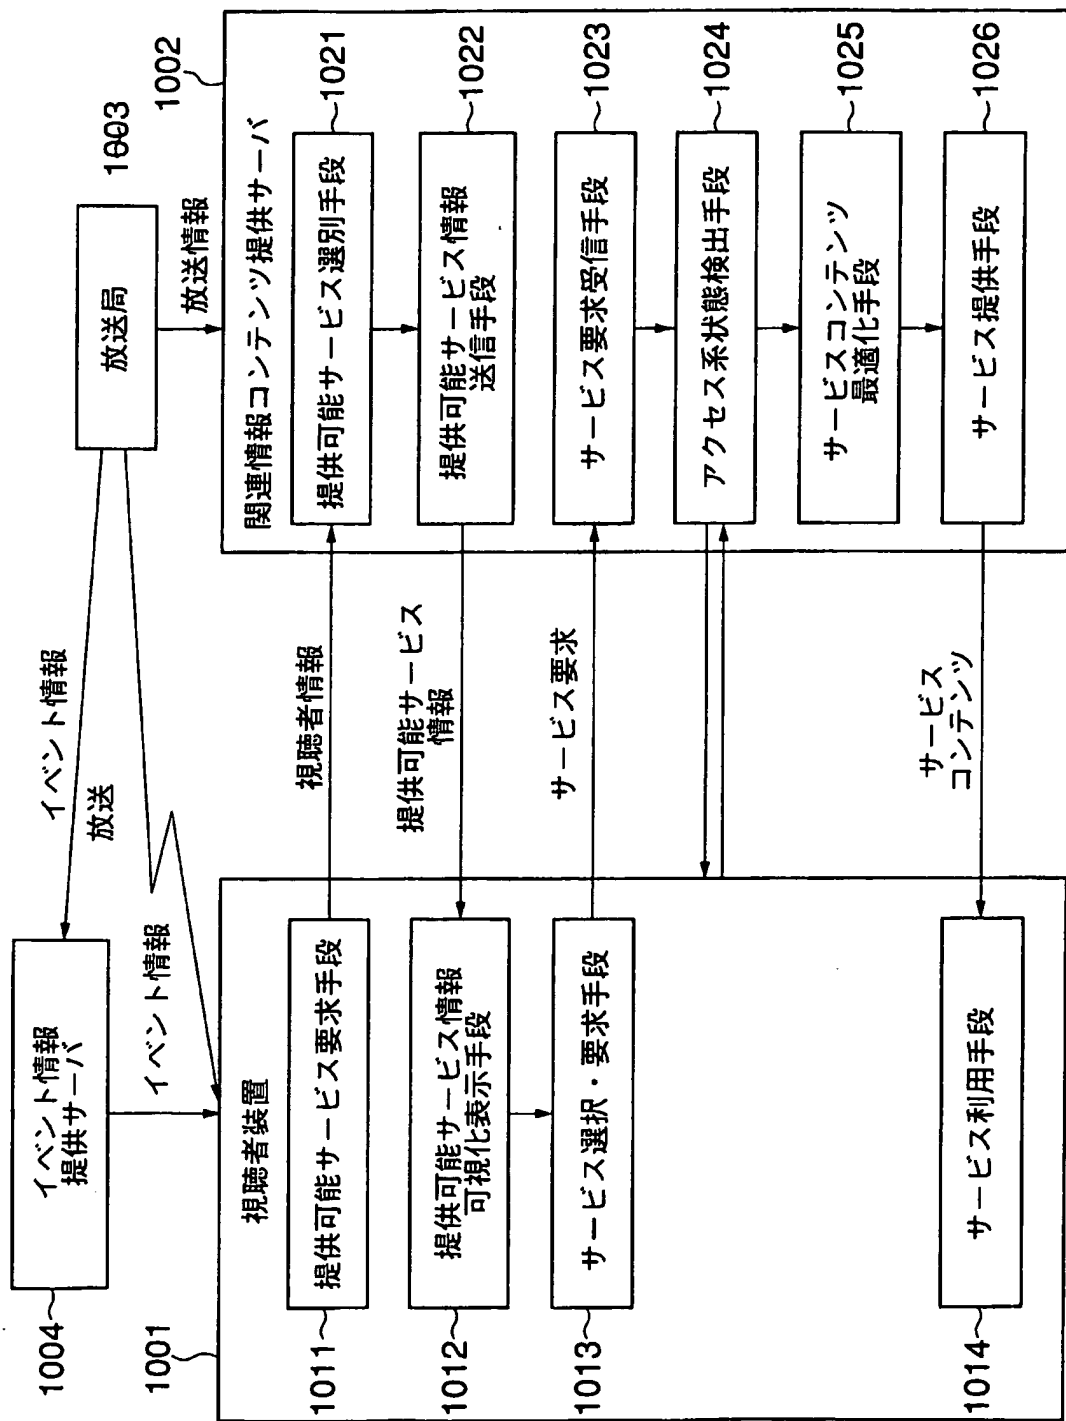 1004
イベント情報
提供サーバ
イベント情報
放送
イベント情報
放送局
1003
放送情報
1002
1001
視聴者装置
関連情報コンテンツ提供サーバ
1011
提供可能サービス要求手段
視聴者情報
提供可能サービス選別手段
1021
1012
提供可能サービス情報
可視化表示手段
提供可能サービス
情報
提供可能サービス情報
送信手段
1022
1013
サービス選択・要求手段
サービス要求
サービス要求受信手段
1023
アクセス系状態検出手段
1024
サービスコンテンツ
最適化手段
1025
1014
サービス利用手段
サービス
コンテンツ
サービス提供手段
1026